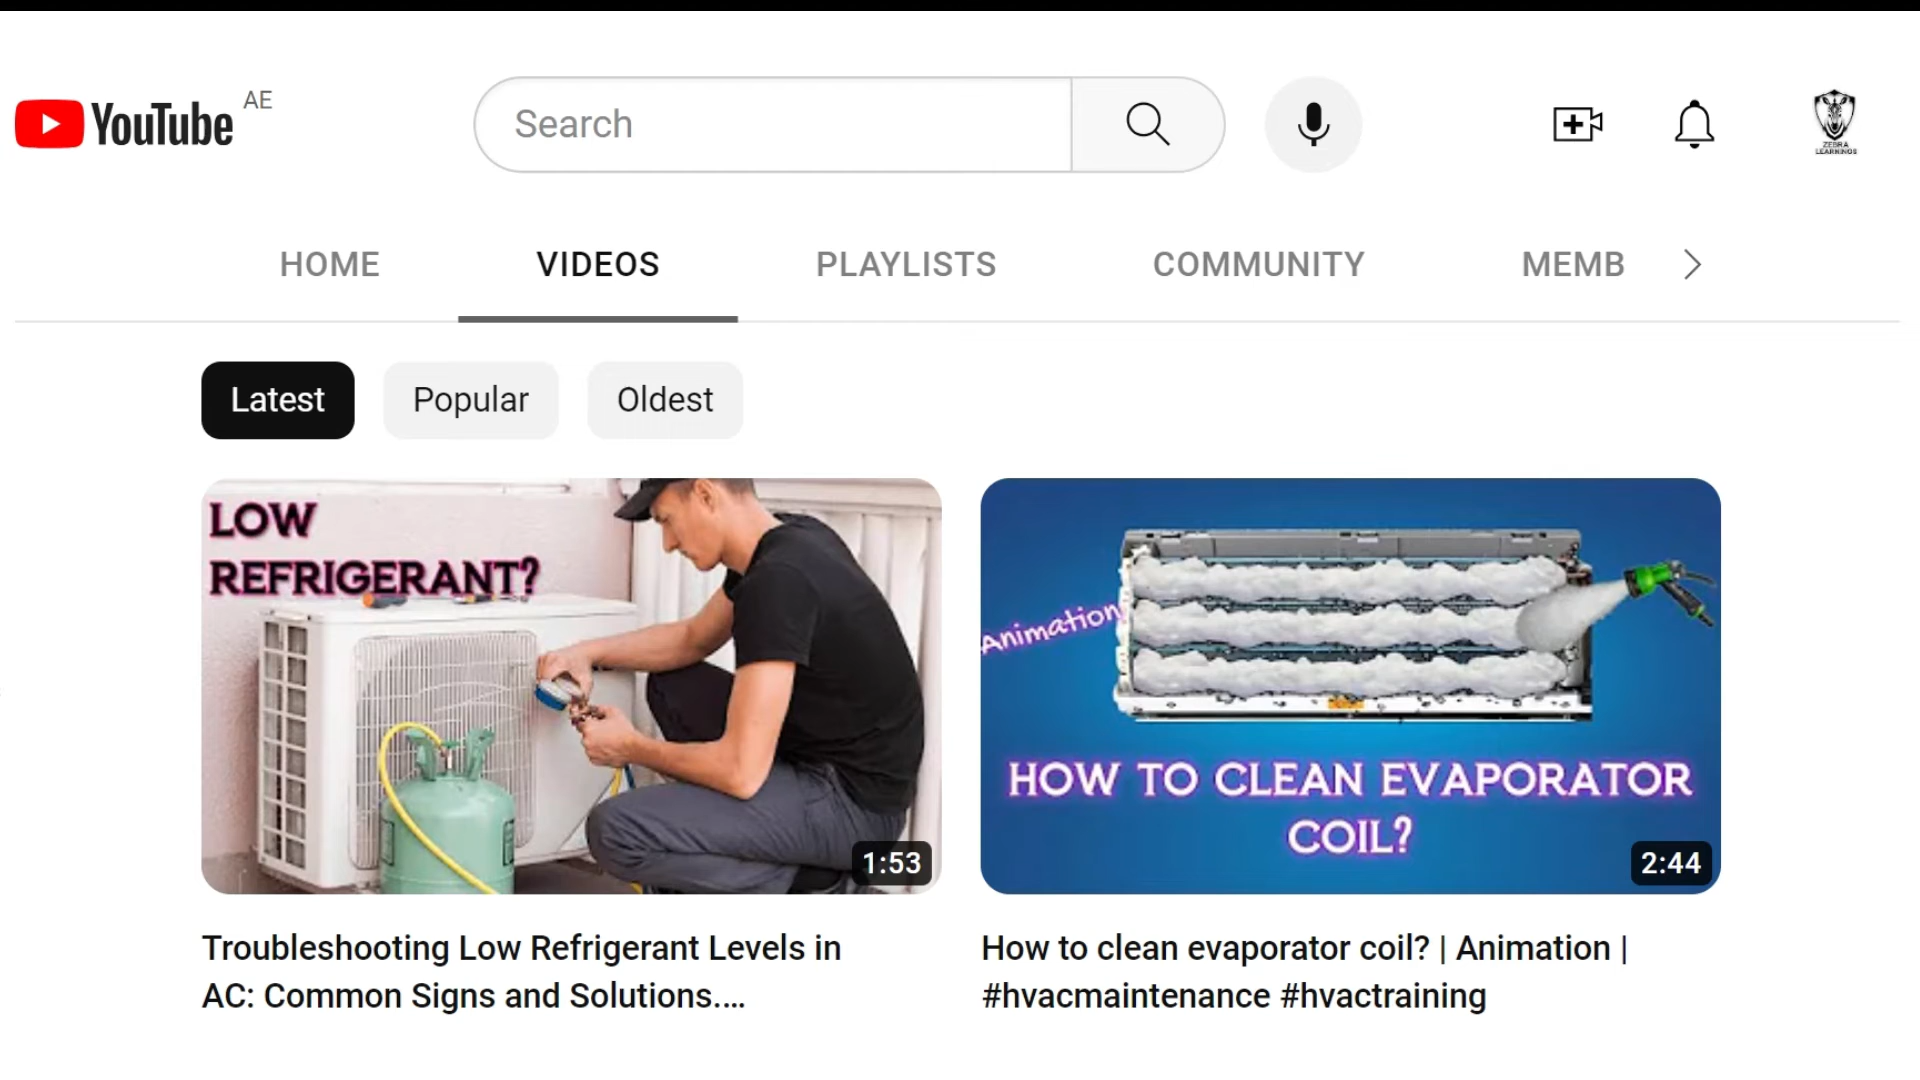 YouTube AE
Search
ZEBRA
LEARNINGS
HOME VIDEOS PLAYLISTS COMMUNITY MEMB
Latest Popular Oldest
LOW
REFRIGERANT?
1:53
Animation
HOW TO CLEAN EVAPORATOR
COIL?
2:44
Troubleshooting Low Refrigerant Levels in
AC: Common Signs and Solutions....
How to clean evaporator coil? | Animation |
#hvacmaintenance #hvactraining